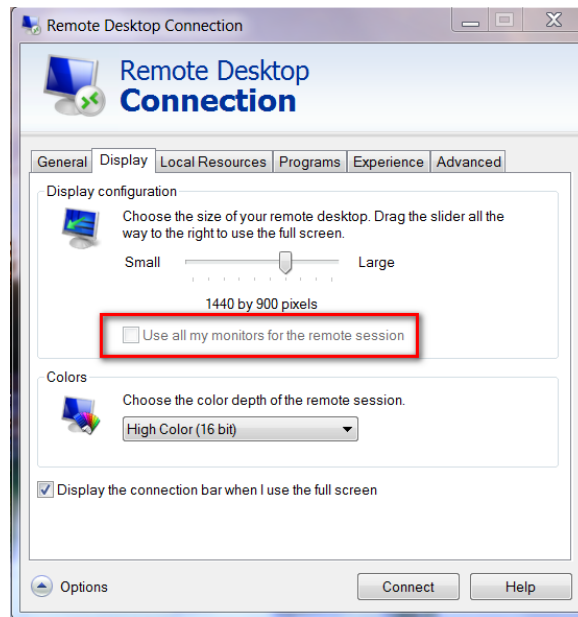 Remote Desktop Connection
Remote Desktop
Connection
General Display Local Resources Programs Experience Advanced
Display configuration
Choose the size of your remote desktop. Drag the slider all the
way to the right to use the full screen.
Small Large
1440 by 900 pixels
Use all my monitors for the remote session
Colors
Choose the color depth of the remote session.
High Color (16 bit)
Display the connection bar when I use the full screen
Options Connect Help